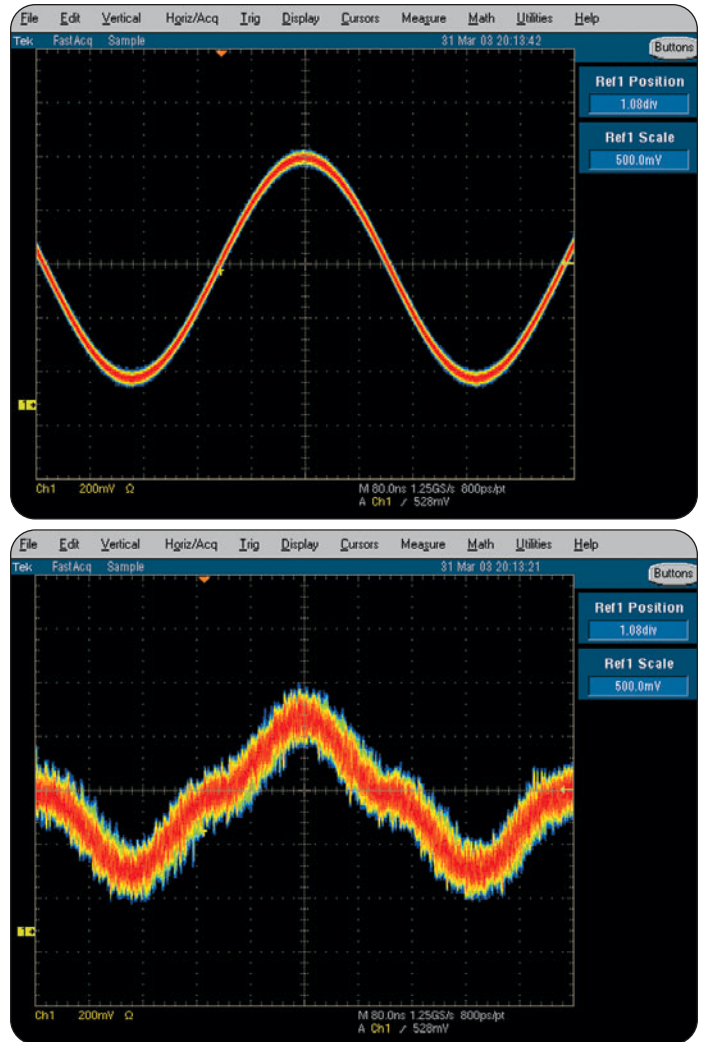 File Edit Vertical Horiz/Acq Trig Display Cursors Measure Math Utilities Help
Tek FastAcq Sample 31 Mar 03 20:13:42 Buttons
Ref1 Position
1.08div
Ref1 Scale
500.0mV
1
Ch1 200mV Ω M 80.0ns 1.25GS/s 800ps/pt
A Ch1 / 528mV
File Edit Vertical Horiz/Acq Trig Display Cursors Measure Math Utilities Help
Tek FastAcq Sample 31 Mar 03 20:13:21 Buttons
Ref1 Position
1.08div
Ref1 Scale
500.0mV
1
Ch1 200mV Ω M 80.0ns 1.25GS/s 800ps/pt
A Ch1 / 528mV